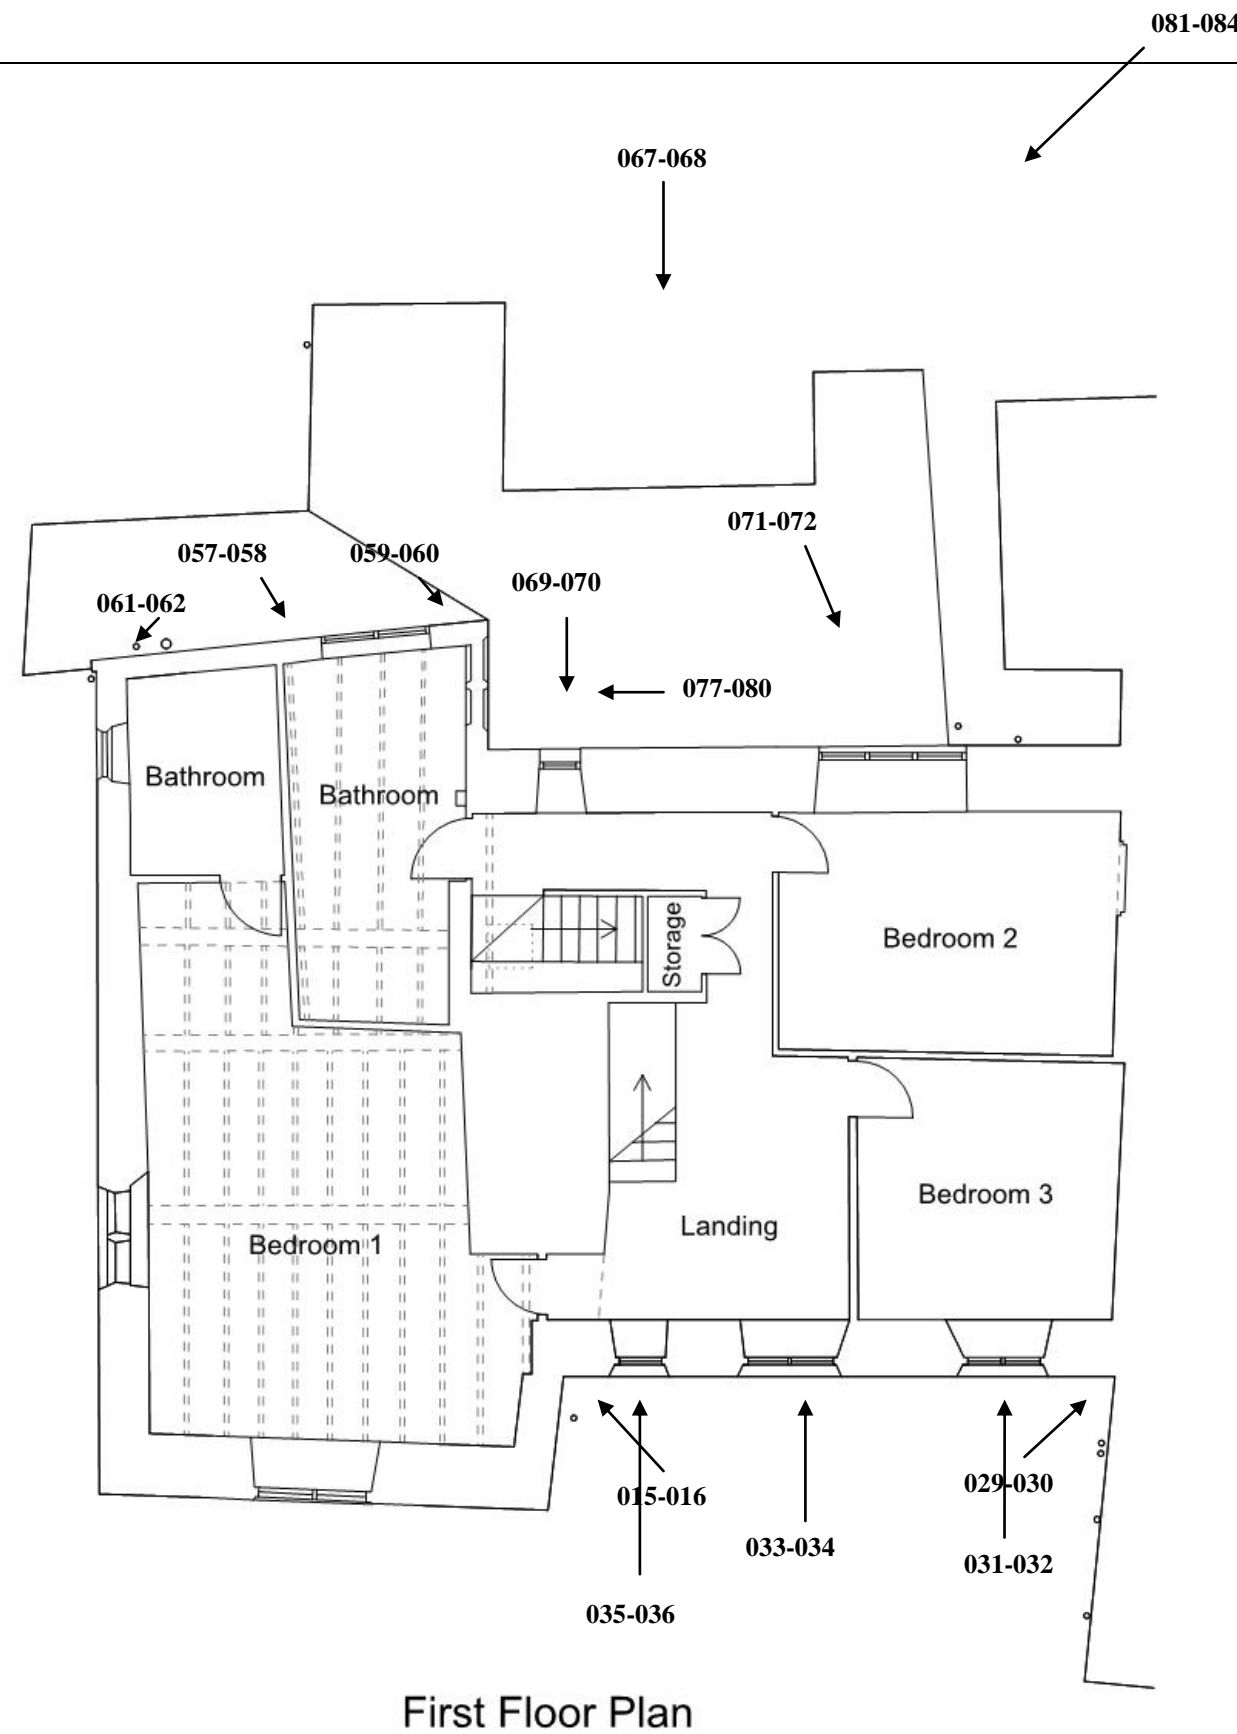 081-084
067-068
071-072
057-058
059-060
069-070
061-062
077-080
Bathroom
Bathroom
Storage
Bedroom 2
Bedroom 3
Landing
Bedroom 1
029-030
015-016
033-034
031-032
035-036
First Floor Plan